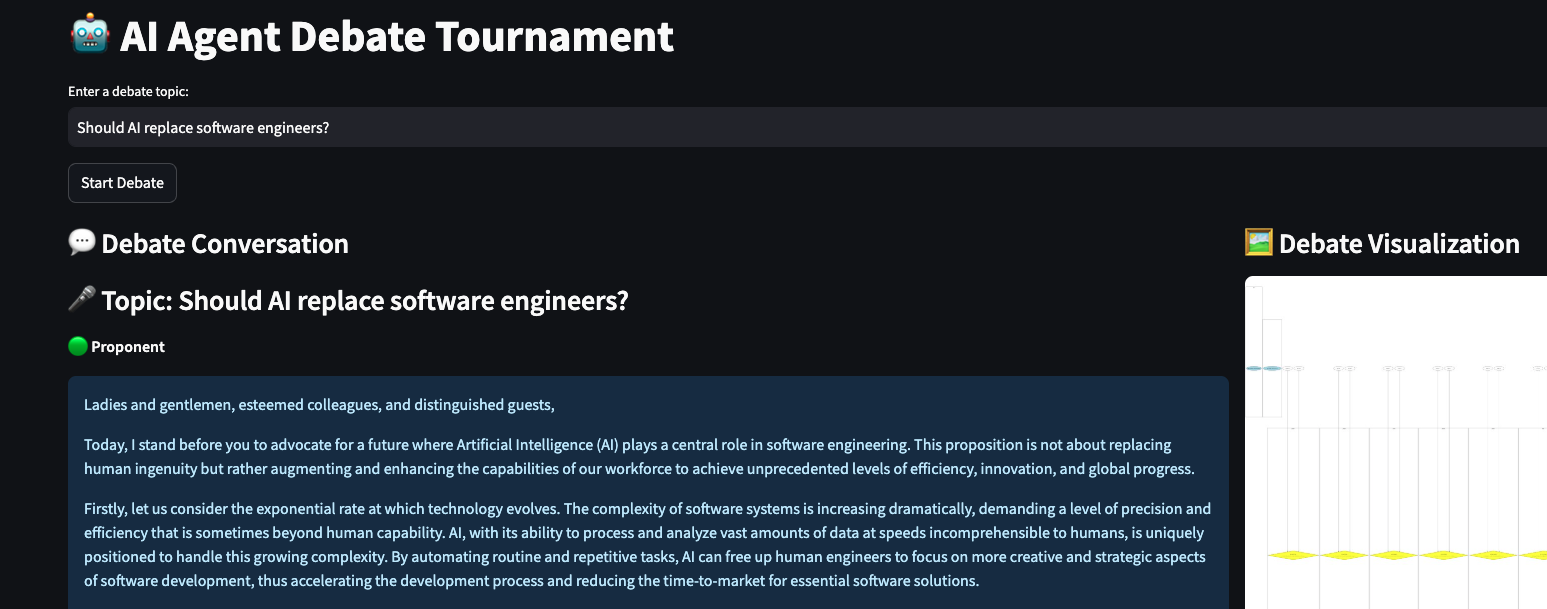 AI Agent Debate Tournament
Enter a debate topic:
Should AI replace software engineers?
Start Debate
Debate Conversation
Debate Visualization
Topic: Should AI replace software engineers?
Proponent
Ladies and gentlemen, esteemed colleagues, and distinguished guests,
Today, I stand before you to advocate for a future where Artificial Intelligence (AI) plays a central role in software engineering. This proposition is not about replacing
human ingenuity but rather augmenting and enhancing the capabilities of our workforce to achieve unprecedented levels of efficiency, innovation, and global progress.
Firstly, let us consider the exponential rate at which technology evolves. The complexity of software systems is increasing dramatically, demanding a level of precision and
efficiency that is sometimes beyond human capability. AI, with its ability to process and analyze vast amounts of data at speeds incomprehensible to humans, is uniquely
positioned to handle this growing complexity. By automating routine and repetitive tasks, AI can free up human engineers to focus on more creative and strategic aspects
of software development, thus accelerating the development process and reducing the time-to-market for essential software solutions.